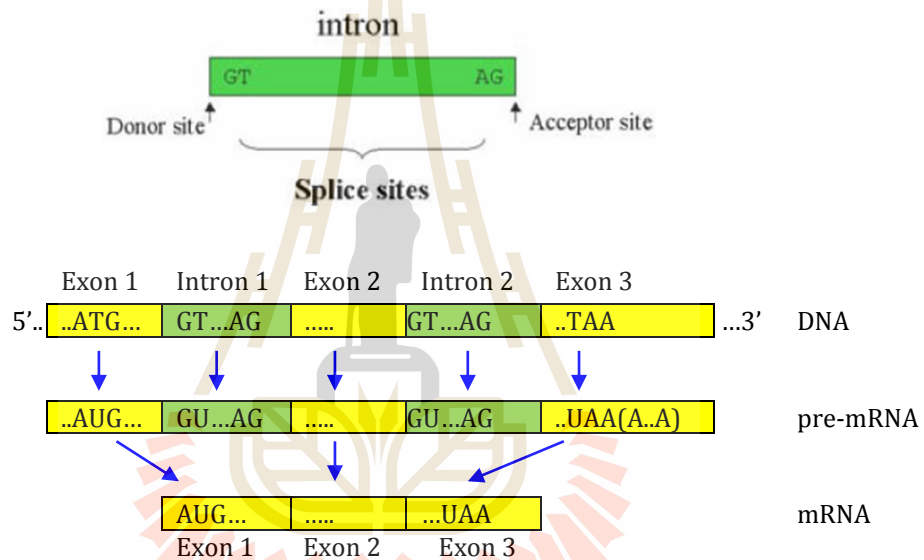 intron
GT AG
Donor site Acceptor site
Splice sites
Exon 1 Intron 1 Exon 2 Intron 2 Exon 3
5’.. ..ATG... GT...AG ..... GT...AG ..TAA ...3’ DNA
..AUG... GU...AG ..... GU...AG ..UAA(A..A) pre-mRNA
AUG... ..... ...UAA mRNA
Exon 1 Exon 2 Exon 3